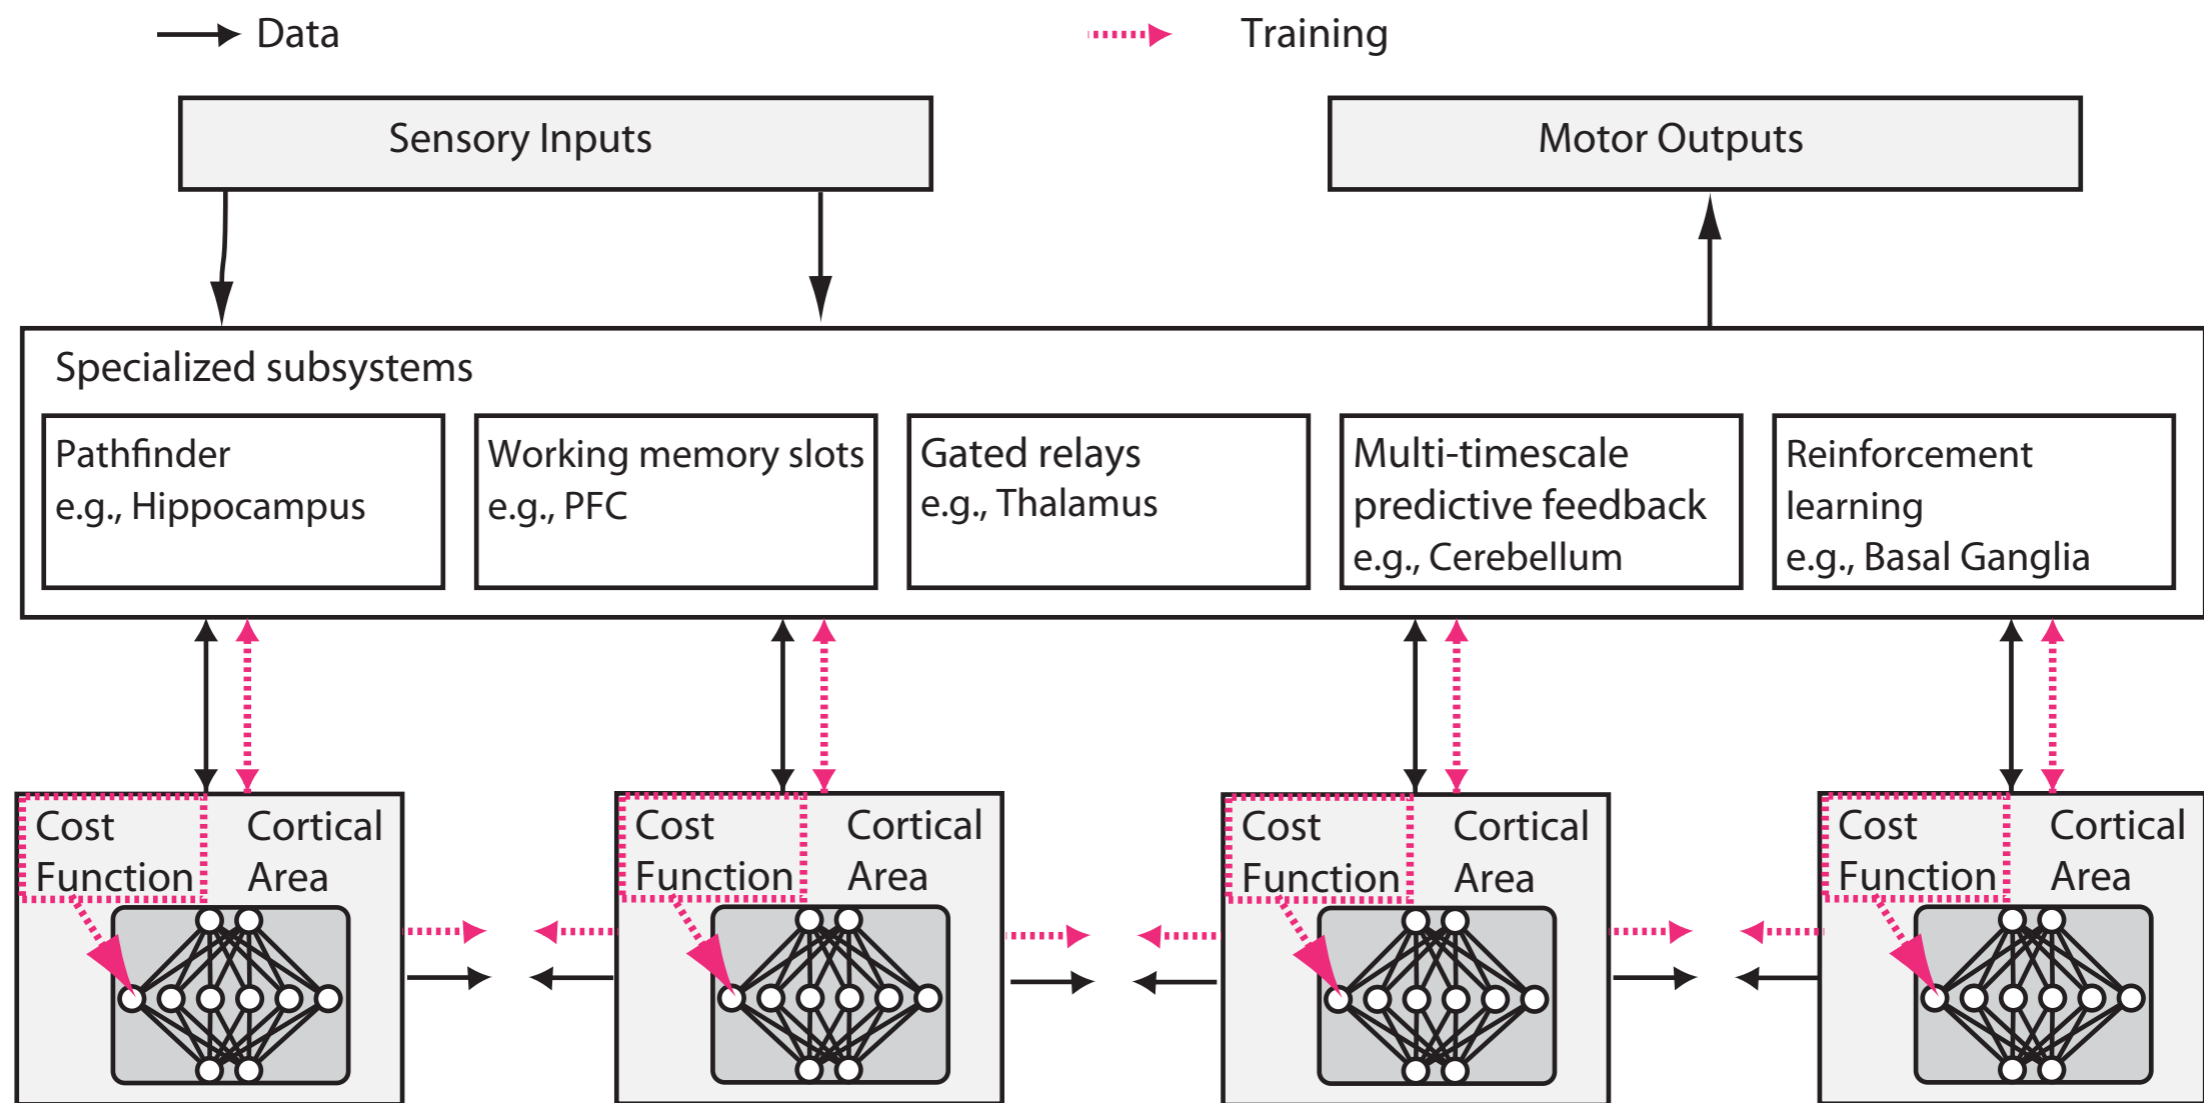 Data
Training
Sensory Inputs
Motor Outputs
Specialized subsystems
Pathfinder
e.g., Hippocampus
Working memory slots
e.g., PFC
Gated relays
e.g., Thalamus
Multi-timescale
predictive feedback
e.g., Cerebellum
Reinforcement
learning
e.g., Basal Ganglia
Cost
Function
Cortical
Area
Cost
Function
Cortical
Area
Cost
Function
Cortical
Area
Cost
Function
Cortical
Area